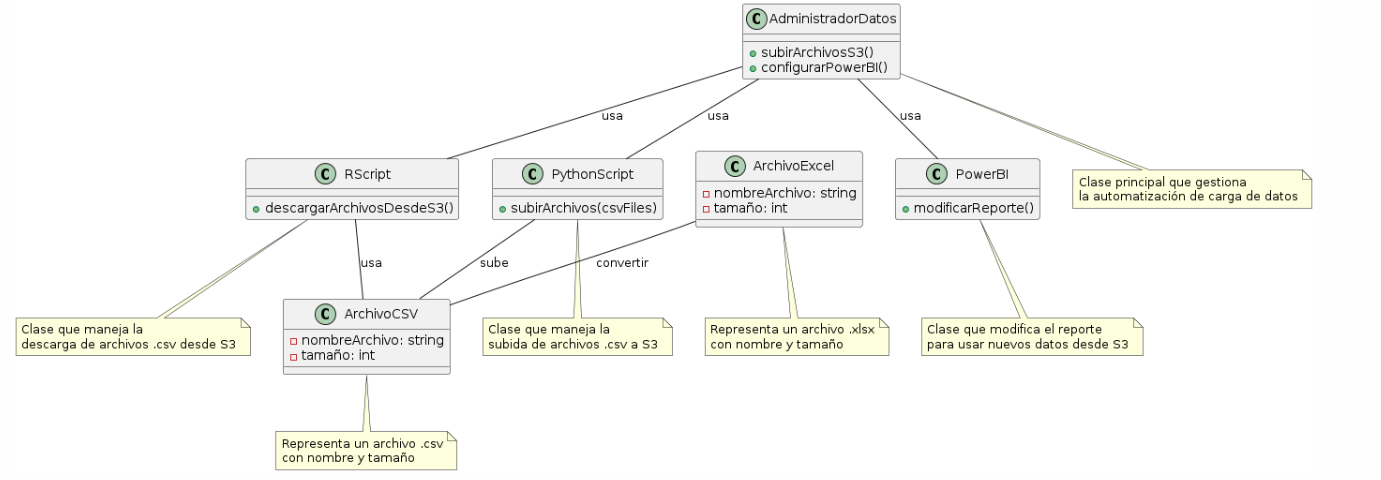 C AdministradorDatos
subirArchivosS3()
configurarPowerBI()
usa
usa
usa
C RScript
descargarArchivosDesdeS3()
C PythonScript
subirArchivos(csvFiles)
C ArchivoExcel
nombreArchivo: string
tamaño: int
C PowerBI
modificarReporte()
Clase principal que gestiona
la automatización de carga de datos
usa
sube
convertir
Clase que maneja la
descarga de archivos .csv desde S3
C ArchivoCSV
nombreArchivo: string
tamaño: int
Clase que maneja la
subida de archivos .csv a S3
Representa un archivo .xlsx
con nombre y tamaño
Clase que modifica el reporte
para usar nuevos datos desde S3
Representa un archivo .csv
con nombre y tamaño